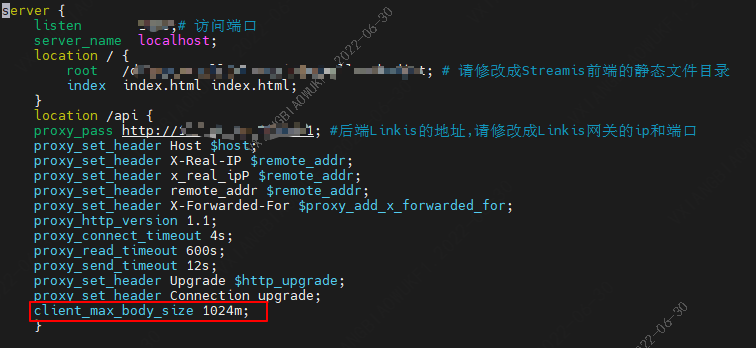 server {
listen ; # 访问端口
server_name localhost;
location / {
root ; # 请修改成Streamis前端的静态文件目录
index index.html index.html;
}
location /api {
proxy_pass http:// ; #后端Linkis的地址,请修改成Linkis网关的ip和端口
proxy_set_header Host $host;
proxy_set_header X-Real-IP $remote_addr;
proxy_set_header x_real_ipP $remote_addr;
proxy_set_header remote_addr $remote_addr;
proxy_set_header X-Forwarded-For $proxy_add_x_forwarded_for;
proxy_http_version 1.1;
proxy_connect_timeout 4s;
proxy_read_timeout 600s;
proxy_send_timeout 12s;
proxy_set_header Upgrade $http_upgrade;
proxy_set_header Connection upgrade;
client_max_body_size 1024m;
}
2022-06-30